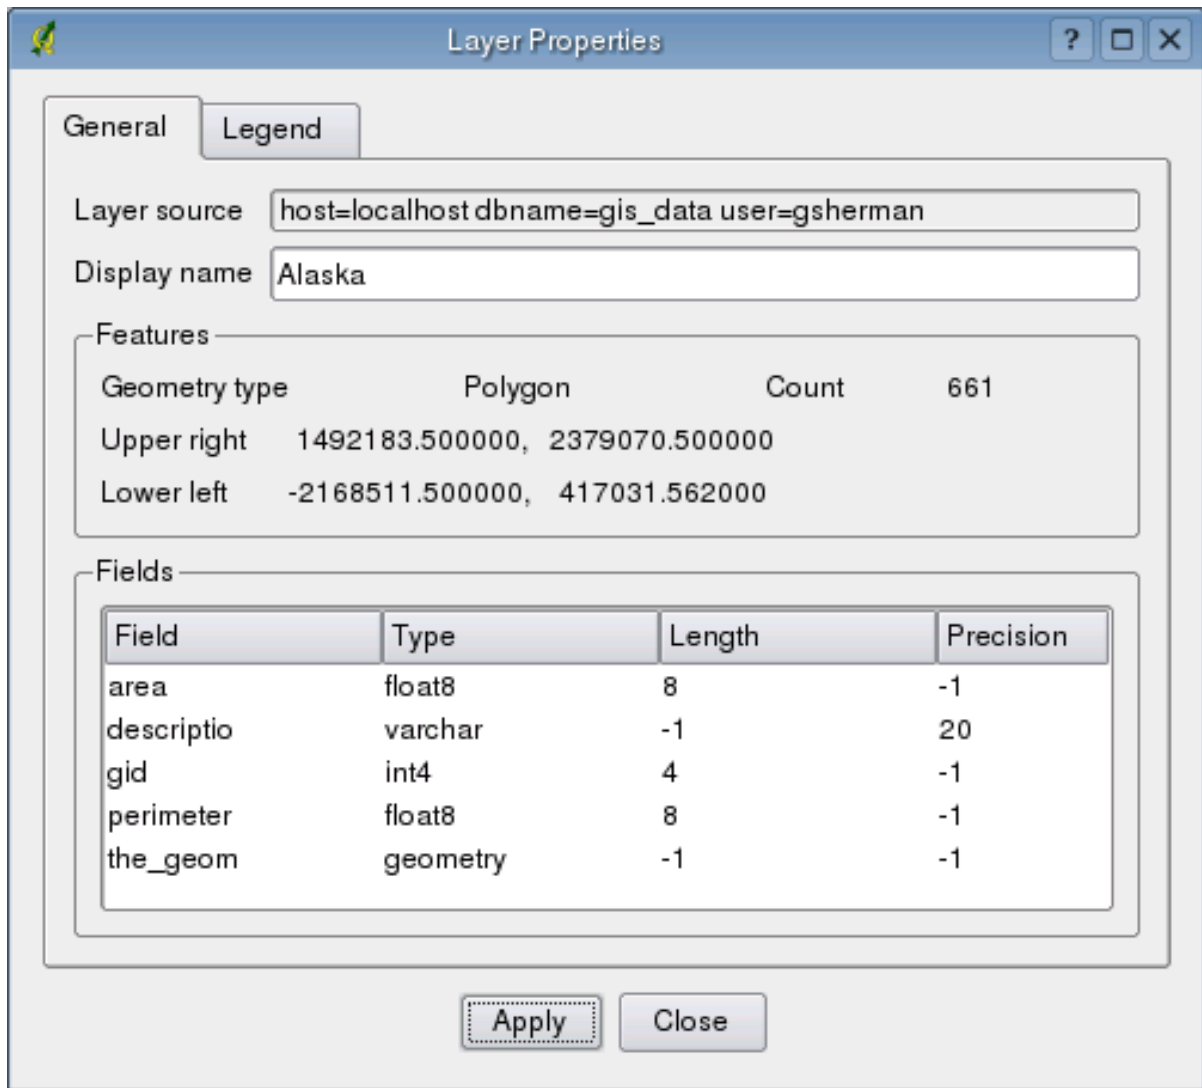 Layer Properties
General Legend
Layer source host=localhost dbname=gis_data user=gsherman
Display name Alaska
Features
Geometry type Polygon Count 661
Upper right 1492183.500000, 2379070.500000
Lower left -2168511.500000, 417031.562000
Fields
Field Type Length Precision
area float8 8 -1
descriptio varchar -1 20
gid int4 4 -1
perimeter float8 8 -1
the_geom geometry -1 -1
Apply Close